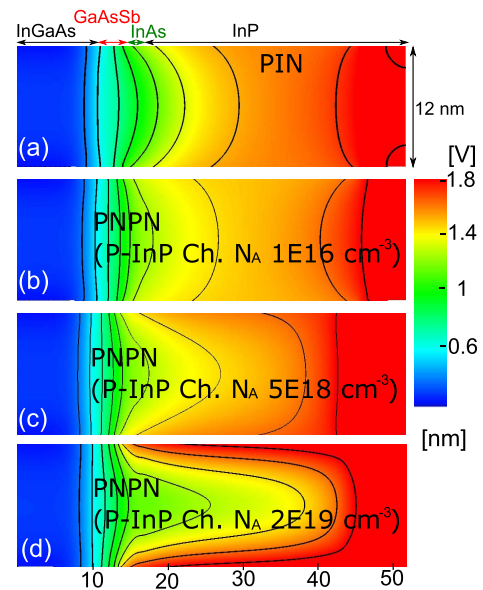 GaAsSb
InGaAs InAs InP
PIN
12 nm
(a)
[V]
1.8
PNPN
(P-InP Ch. NA 1E16 cm-3)
1.4
(b)
1
0.6
PNPN
(P-InP Ch. NA 5E18 cm-3)
(c)
[nm]
PNPN
(P-InP Ch. NA 2E19 cm-3)
(d)
10 20 30 40 50